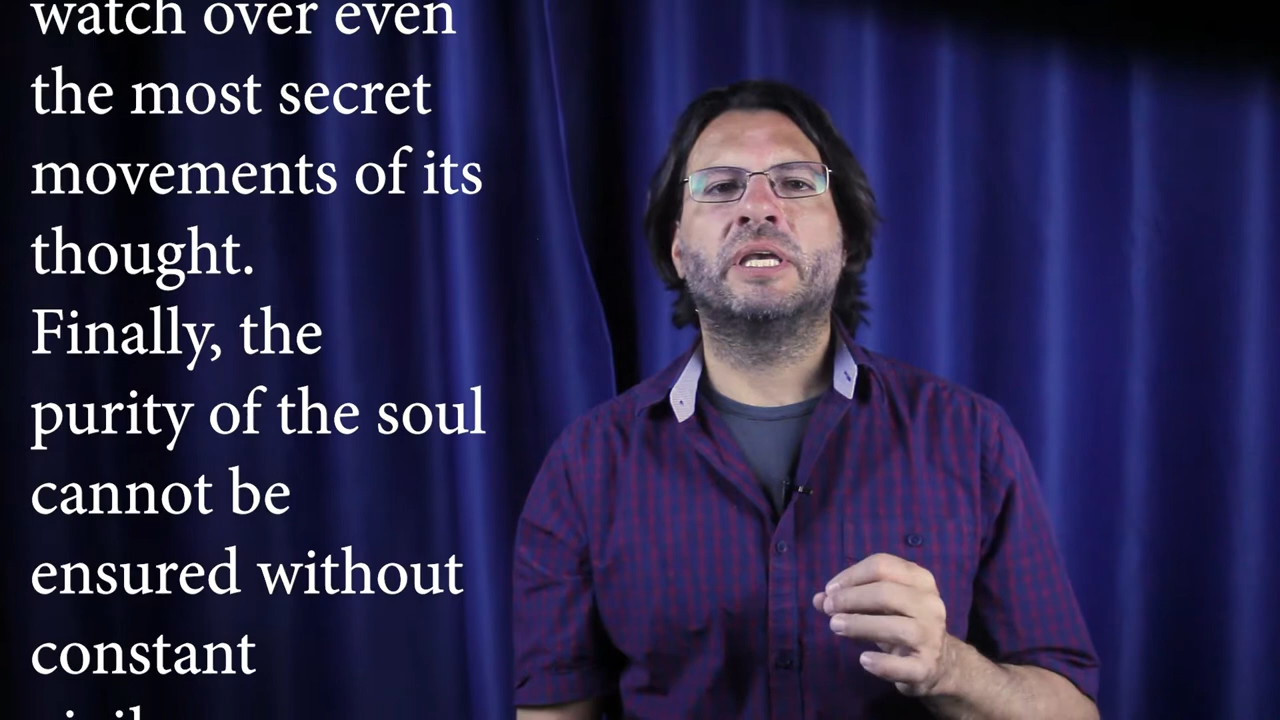 watch over even
the most secret
movements of its
thought.
Finally, the
purity of the soul
cannot be
ensured without
constant